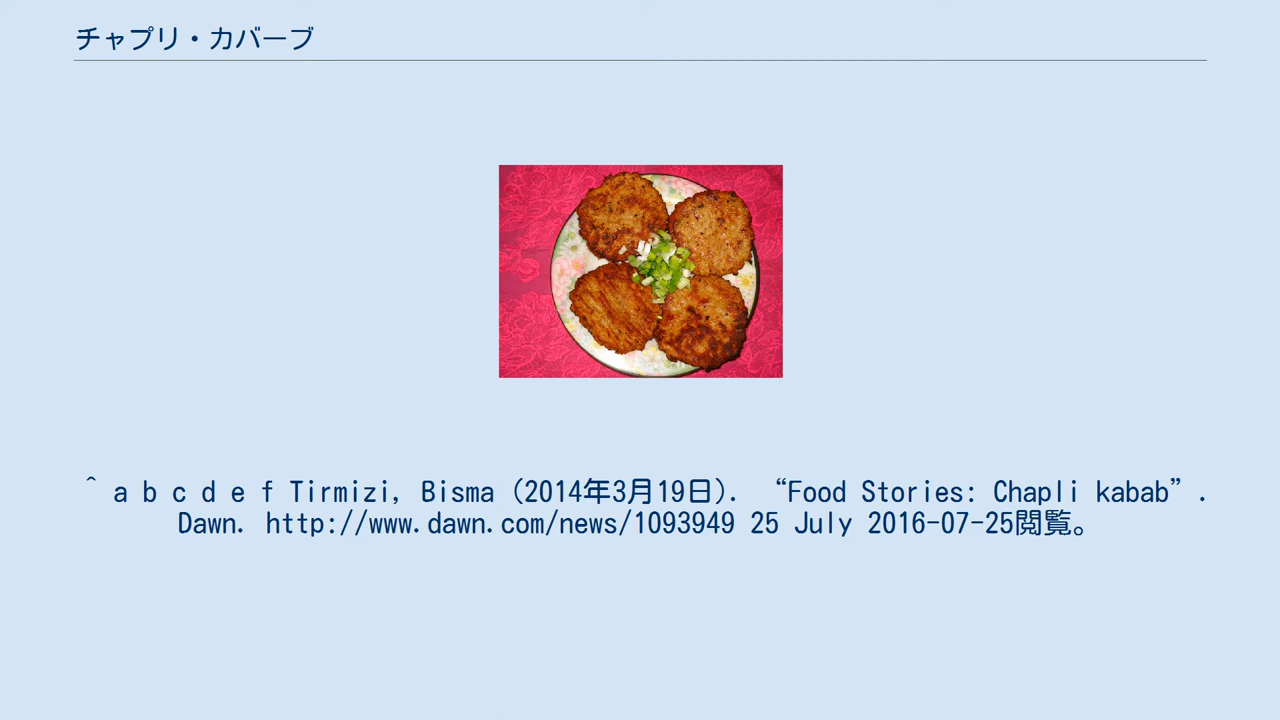 チャプリ・カバーブ
^ a b c d e f Tirmizi, Bisma (2014年3月19日). “Food Stories: Chapli kabab”.
Dawn. http://www.dawn.com/news/1093949 25 July 2016-07-25閲覧。